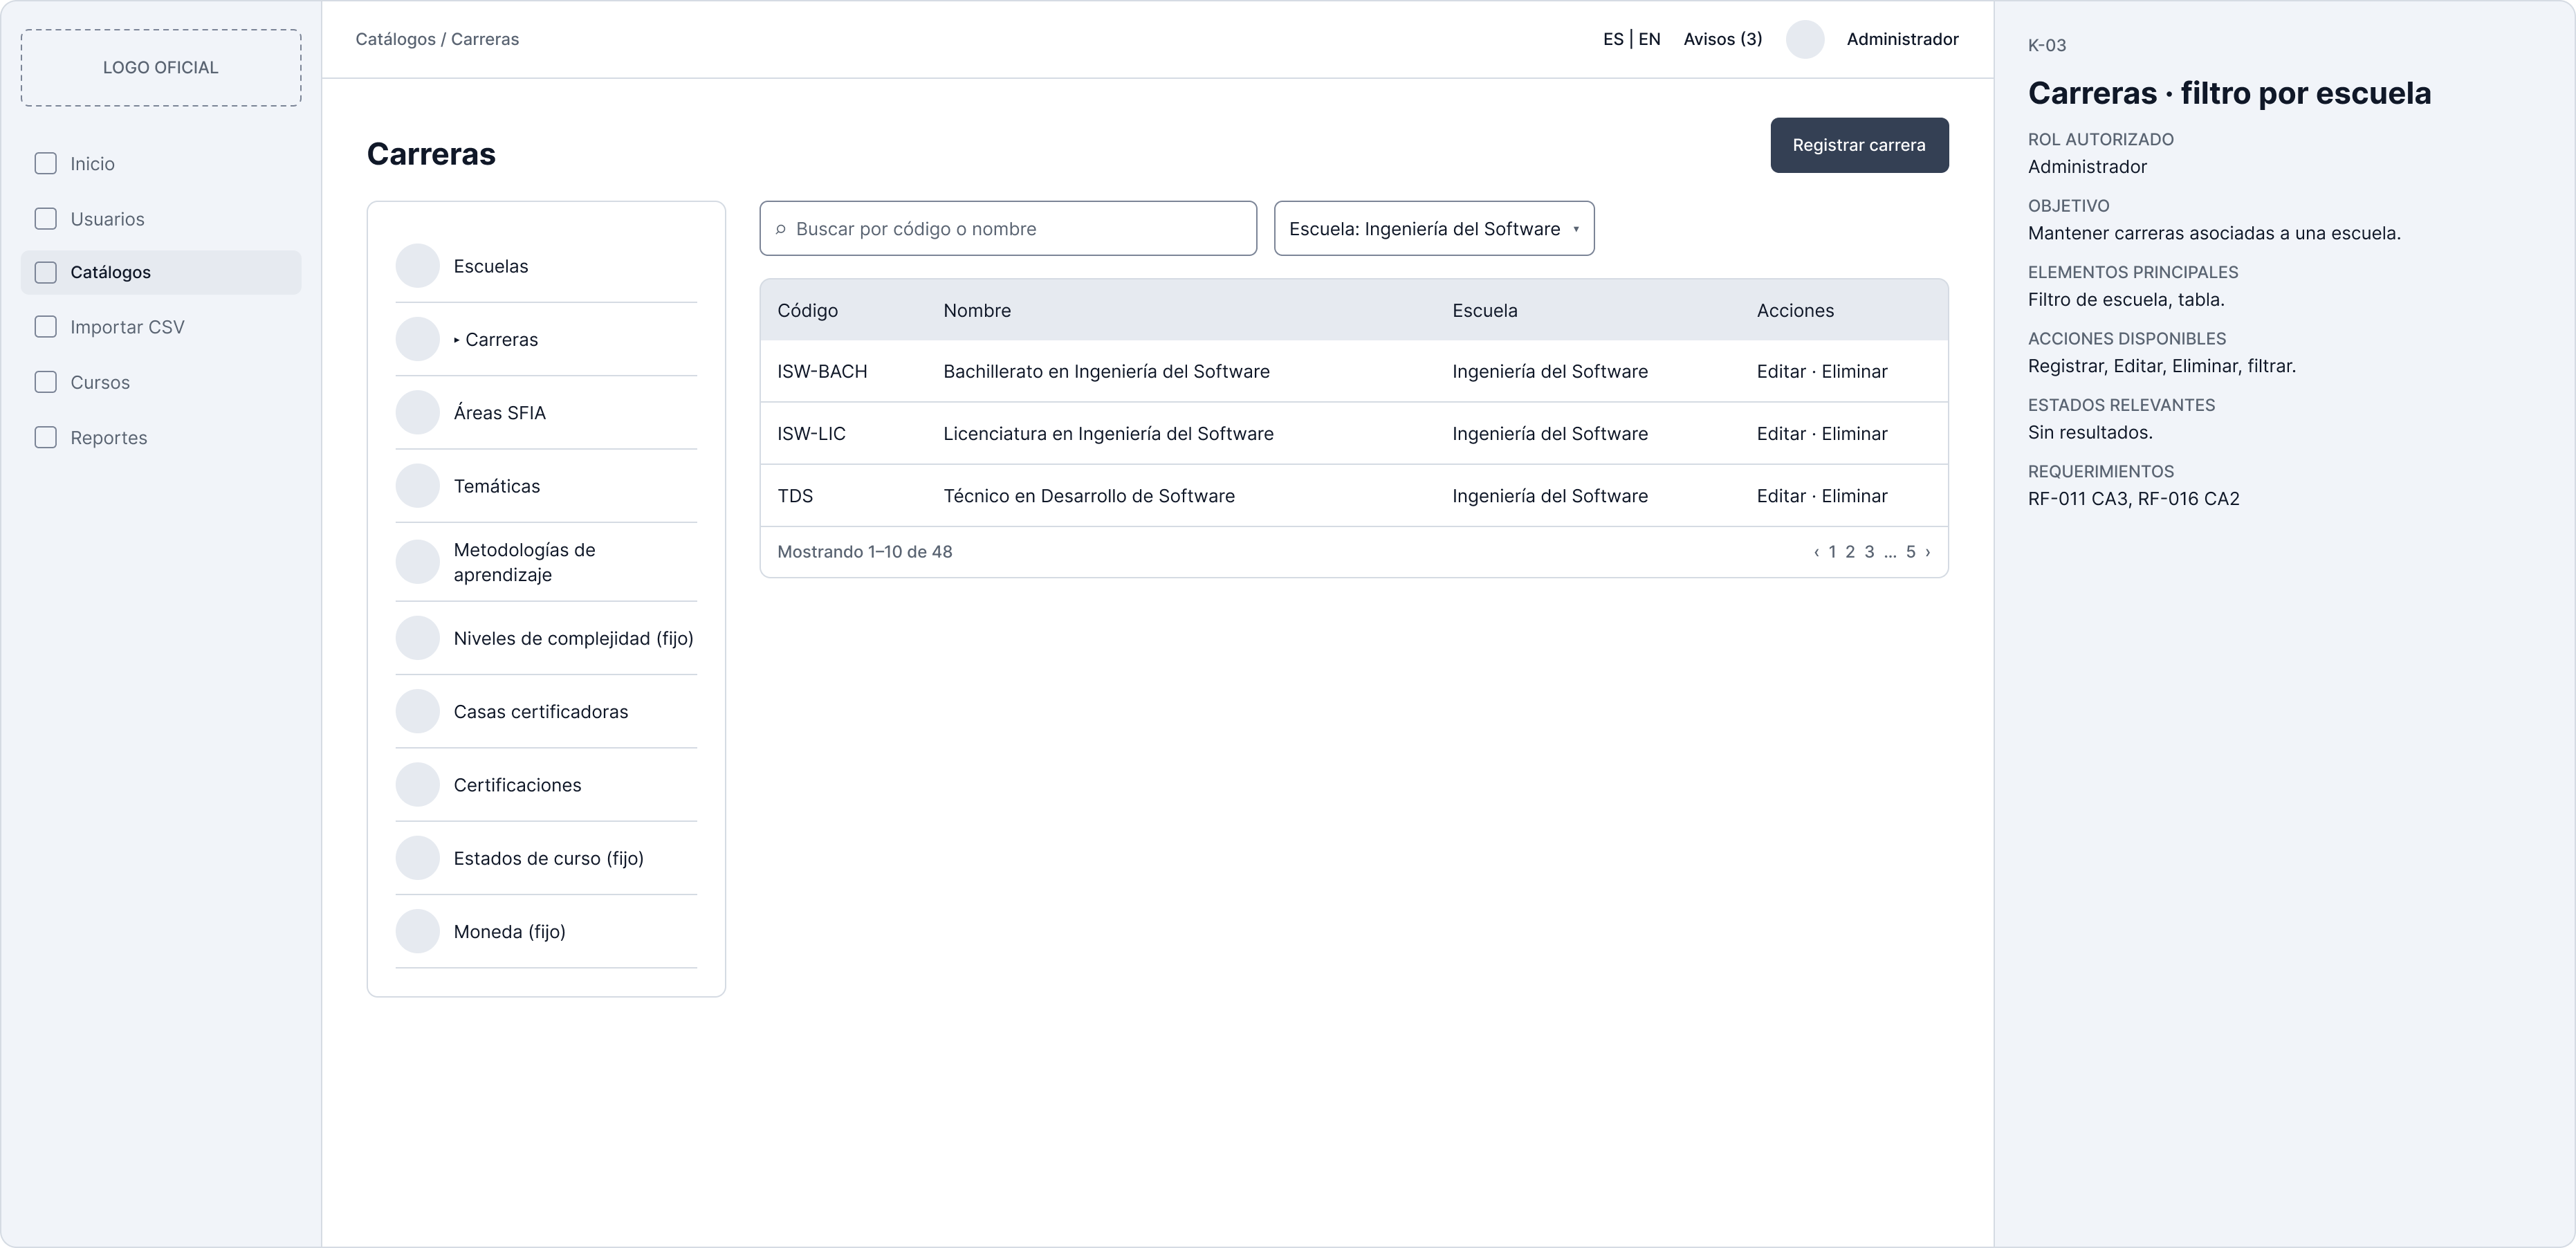 LOGO OFICIAL
Inicio
Usuarios
Catálogos
Importar CSV
Cursos
Reportes
Catálogos / Carreras
ES | EN
Avisos (3)
Administrador
Carreras
Registrar carrera
Escuelas
▸ Carreras
Áreas SFIA
Temáticas
Metodologías de
aprendizaje
Niveles de complejidad (fijo)
Casas certificadoras
Certificaciones
Estados de curso (fijo)
Moneda (fijo)
⌕ Buscar por código o nombre
Escuela: Ingeniería del Software ▾
Código Nombre Escuela Acciones
ISW-BACH Bachillerato en Ingeniería del Software Ingeniería del Software Editar · Eliminar
ISW-LIC Licenciatura en Ingeniería del Software Ingeniería del Software Editar · Eliminar
TDS Técnico en Desarrollo de Software Ingeniería del Software Editar · Eliminar
Mostrando 1–10 de 48 ‹ 1 2 3 … 5 ›
K-03
Carreras · filtro por escuela
ROL AUTORIZADO
Administrador
OBJETIVO
Mantener carreras asociadas a una escuela.
ELEMENTOS PRINCIPALES
Filtro de escuela, tabla.
ACCIONES DISPONIBLES
Registrar, Editar, Eliminar, filtrar.
ESTADOS RELEVANTES
Sin resultados.
REQUERIMIENTOS
RF-011 CA3, RF-016 CA2